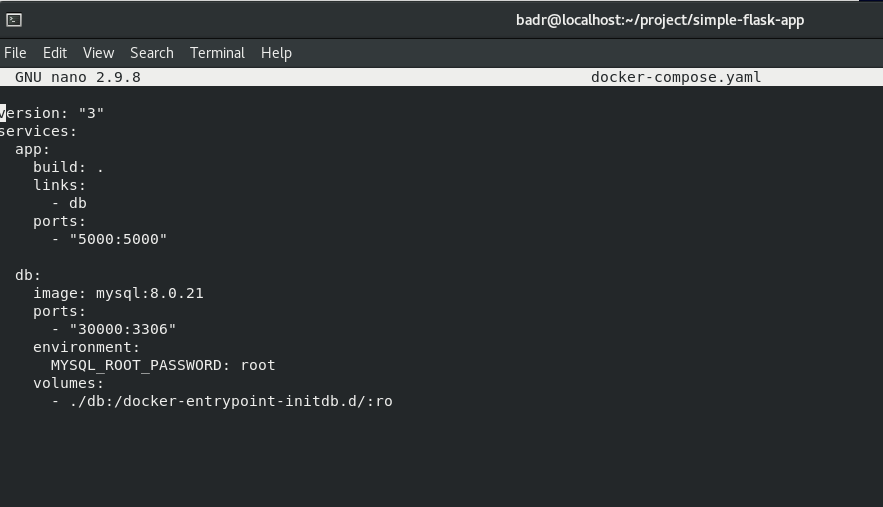 badr@localhost:~/project/simple-flask-app
File Edit View Search Terminal Help
GNU nano 2.9.8 docker-compose.yaml
version: "3"
services:
  app:
    build: .
    links:
      - db
    ports:
      - "5000:5000"

  db:
    image: mysql:8.0.21
    ports:
      - "30000:3306"
    environment:
      MYSQL_ROOT_PASSWORD: root
    volumes:
      - ./db:/docker-entrypoint-initdb.d/:ro